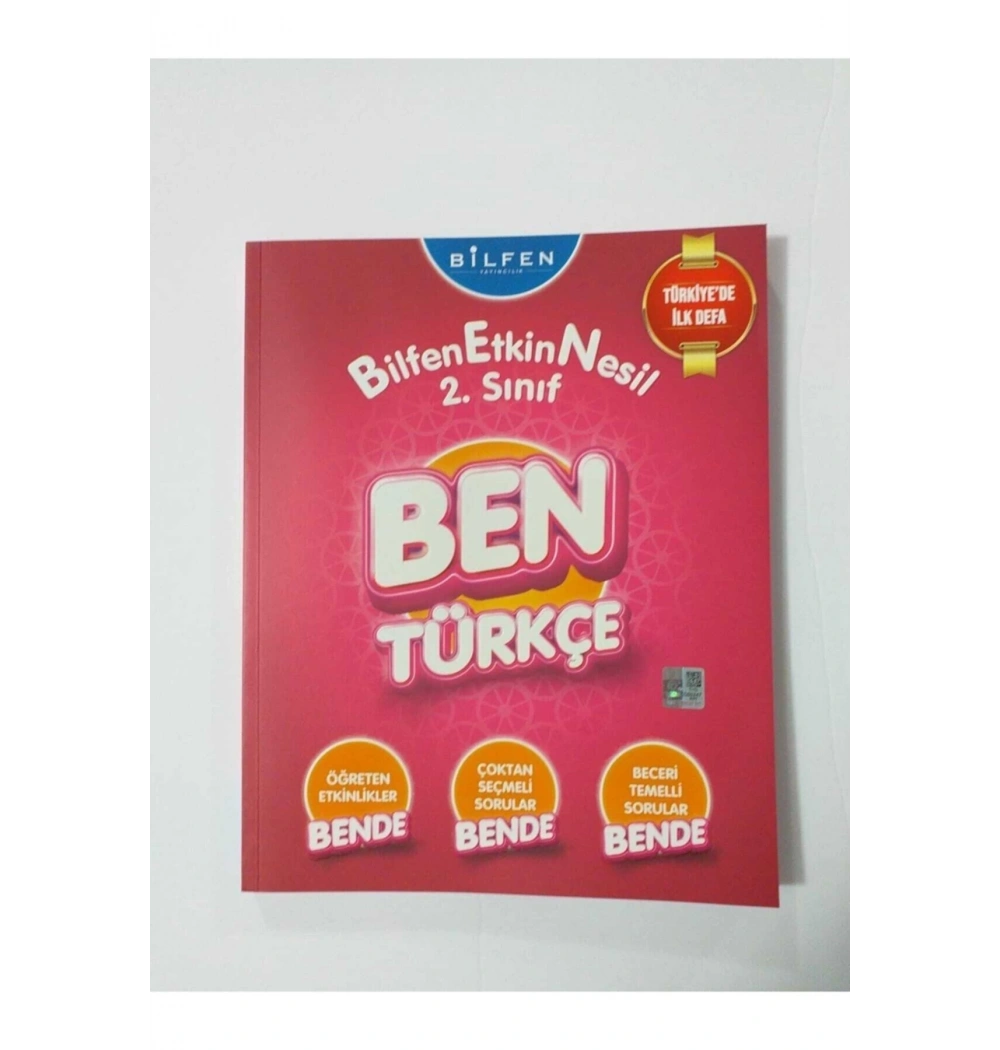 BİLFEN
YAYINCILIK
TÜRKİYE'DE
İLK DEFA
BilfenEtkinNesil
2. Sınıf
BEN
TÜRKÇE
ÖĞRETEN
ETKİNLİKLER
BENDE
ÇOKTAN
SEÇMELİ
SORULAR
BENDE
BECERİ
TEMELLİ
SORULAR
BENDE